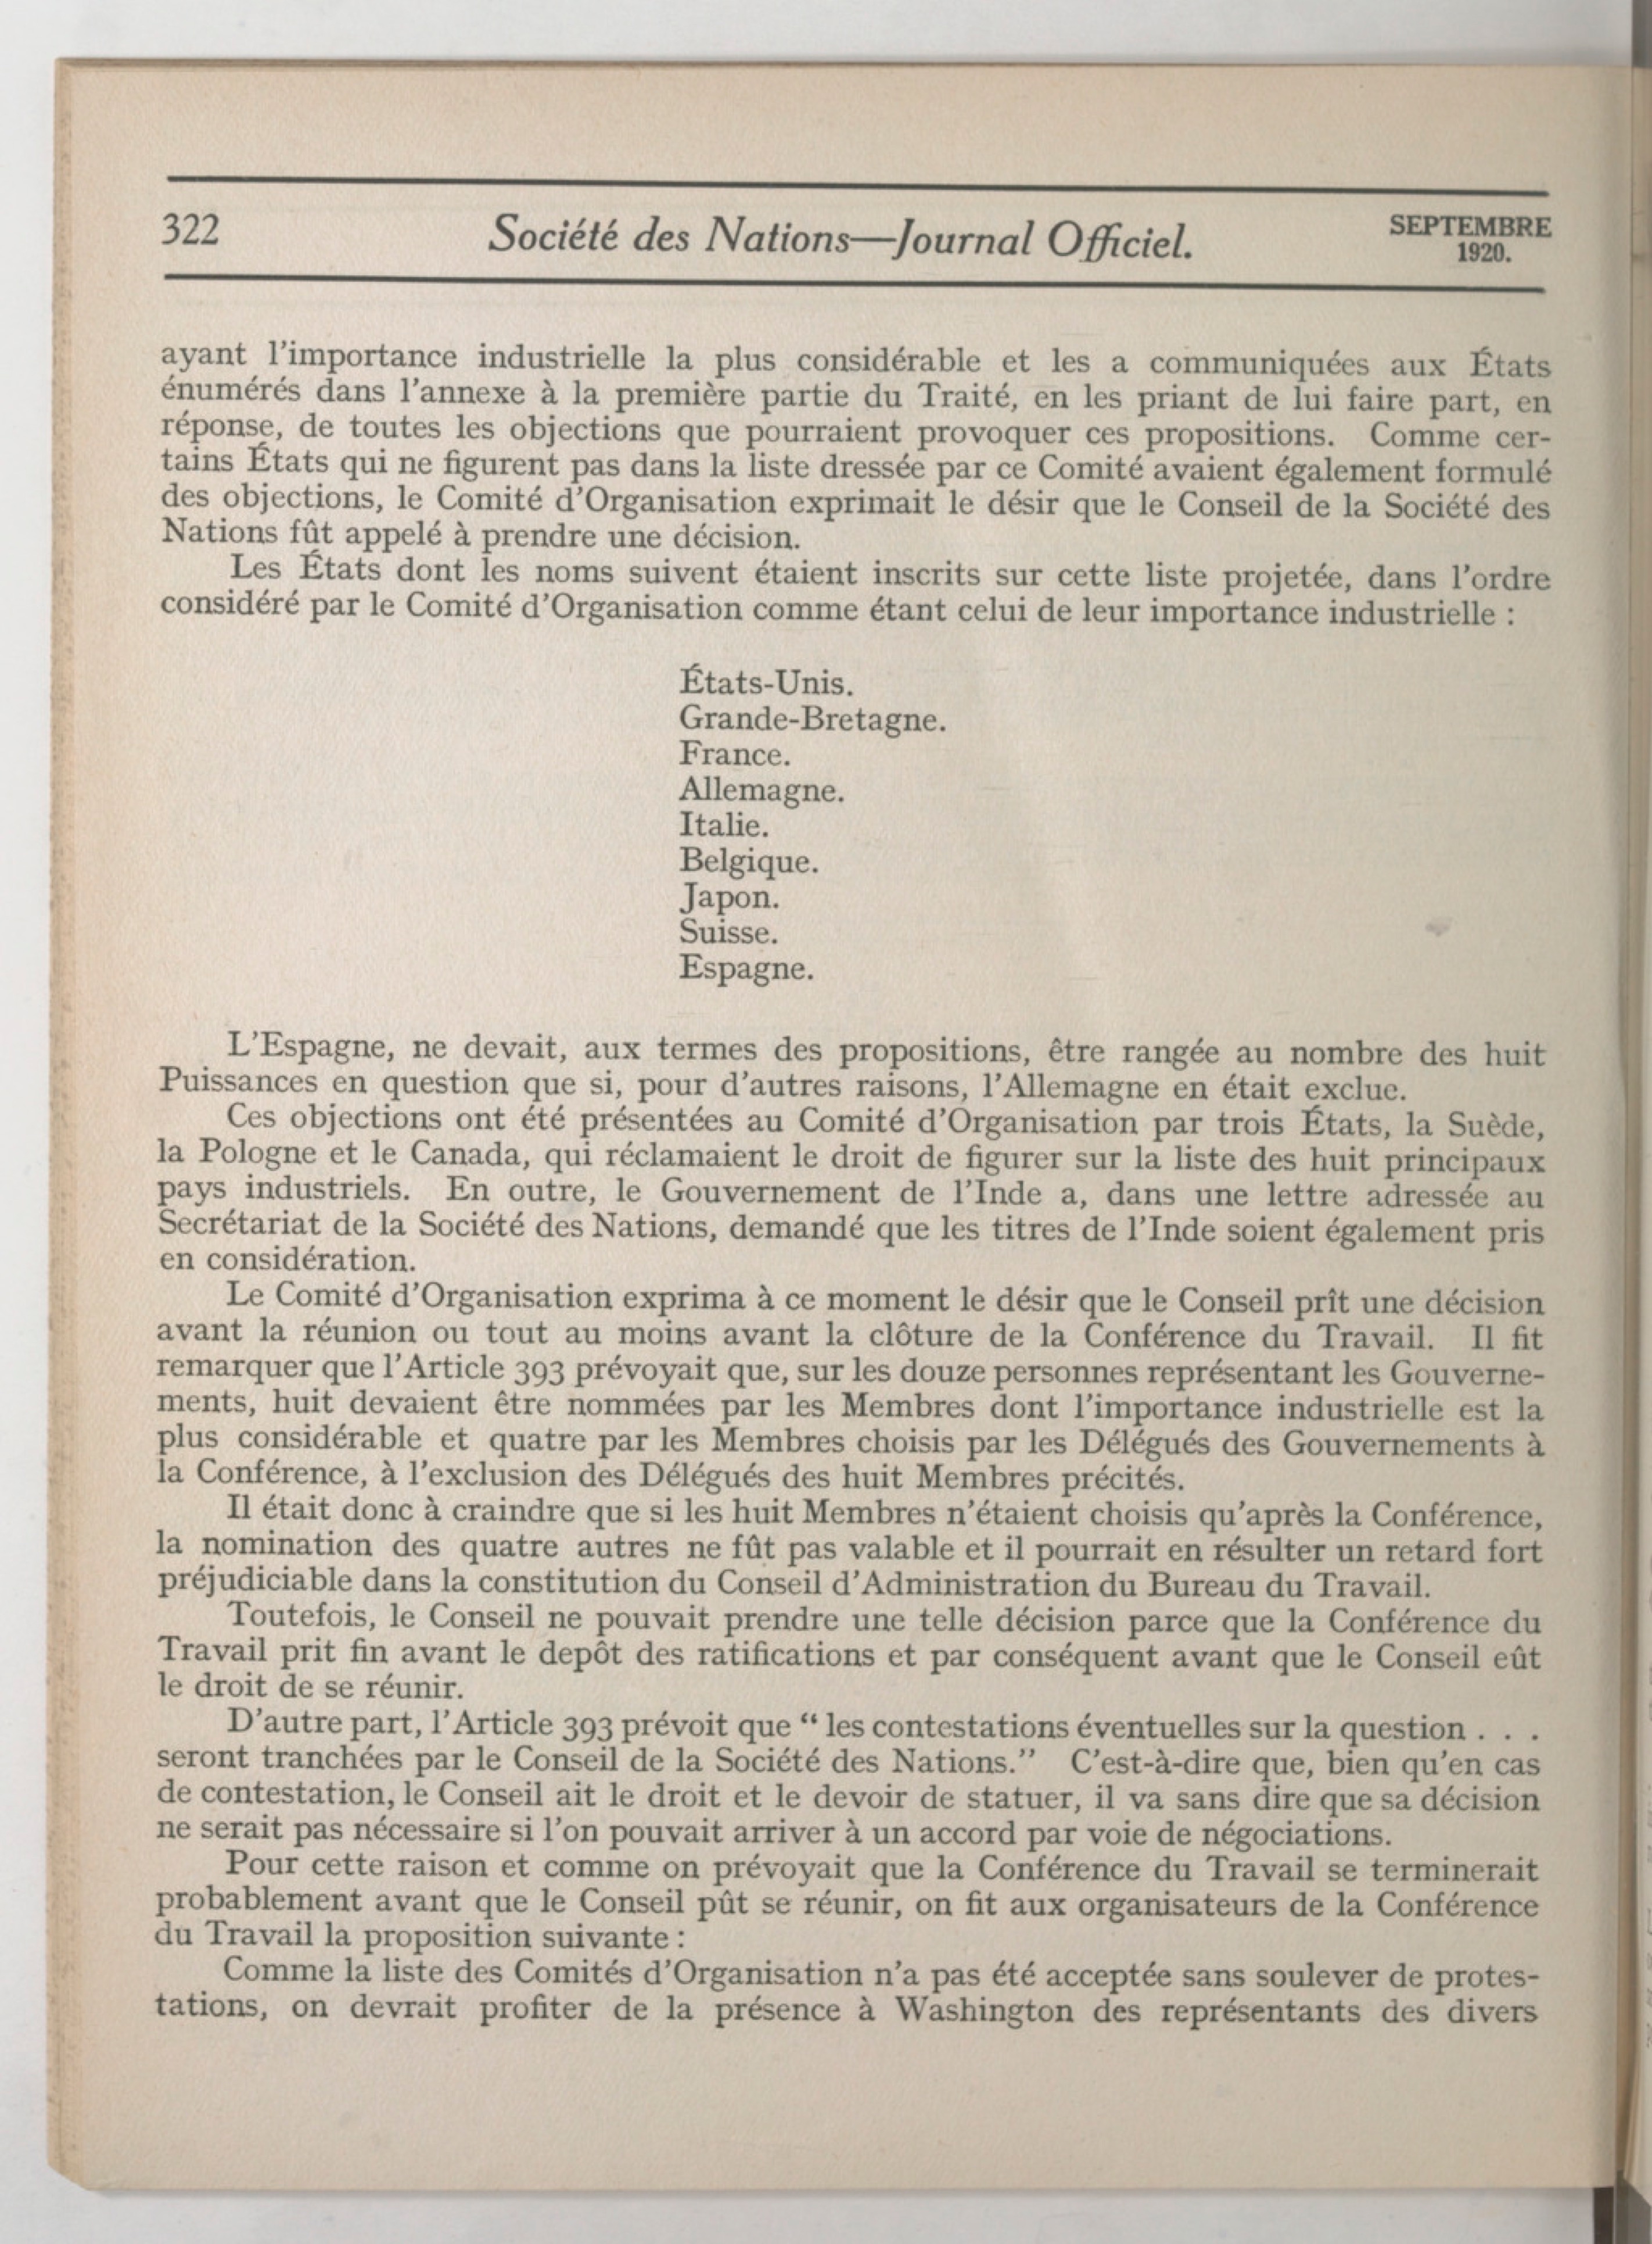 322
Société des Nations—Journal Officiel.
SEPTEMBRE
1920.
ayant l'importance industrielle la plus considérable et les a communiquées aux États
énumérés dans l'annexe à la première partie du Traité, en les priant de lui faire part, en
réponse, de toutes les objections que pourraient provoquer ces propositions. Comme cer-
tains États qui ne figurent pas dans la liste dressée par ce Comité avaient également formulé
des objections, le Comité d'Organisation exprimait le désir que le Conseil de la Société des
Nations fût appelé à prendre une décision.
Les États dont les noms suivent étaient inscrits sur cette liste projetée, dans l'ordre
considéré par le Comité d'Organisation comme étant celui de leur importance industrielle :
États-Unis.
Grande-Bretagne.
France.
Allemagne.
Italie.
Belgique.
Japon.
Suisse.
Espagne.
L'Espagne, ne devait, aux termes des propositions, être rangée au nombre des huit
Puissances en question que si, pour d'autres raisons, l'Allemagne en était exclue.
Ces objections ont été présentées au Comité d'Organisation par trois États, la Suède,
la Pologne et le Canada, qui réclamaient le droit de figurer sur la liste des huit principaux
pays industriels. En outre, le Gouvernement de l'Inde a, dans une lettre adressée au
Secrétariat de la Société des Nations, demandé que les titres de l'Inde soient également pris
en considération.
Le Comité d'Organisation exprima à ce moment le désir que le Conseil prît une décision
avant la réunion ou tout au moins avant la clôture de la Conférence du Travail. Il fit
remarquer que l'Article 393 prévoyait que, sur les douze personnes représentant les Gouverne-
ments, huit devaient être nommées par les Membres dont l'importance industrielle est la
plus considérable et quatre par les Membres choisis par les Délégués des Gouvernements à
la Conférence, à l'exclusion des Délégués des huit Membres précités.
Il était donc à craindre que si les huit Membres n'étaient choisis qu'après la Conférence,
la nomination des quatre autres ne fût pas valable et il pourrait en résulter un retard fort
préjudiciable dans la constitution du Conseil d'Administration du Bureau du Travail.
Toutefois, le Conseil ne pouvait prendre une telle décision parce que la Conférence du
Travail prit fin avant le depôt des ratifications et par conséquent avant que le Conseil eût
le droit de se réunir.
D'autre part, l'Article 393 prévoit que “ les contestations éventuelles sur la question . . .
seront tranchées par le Conseil de la Société des Nations.” C'est-à-dire que, bien qu'en cas
de contestation, le Conseil ait le droit et le devoir de statuer, il va sans dire que sa décision
ne serait pas nécessaire si l'on pouvait arriver à un accord par voie de négociations.
Pour cette raison et comme on prévoyait que la Conférence du Travail se terminerait
probablement avant que le Conseil pût se réunir, on fit aux organisateurs de la Conférence
du Travail la proposition suivante :
Comme la liste des Comités d'Organisation n'a pas été acceptée sans soulever de protes-
tations, on devrait profiter de la présence à Washington des représentants des divers